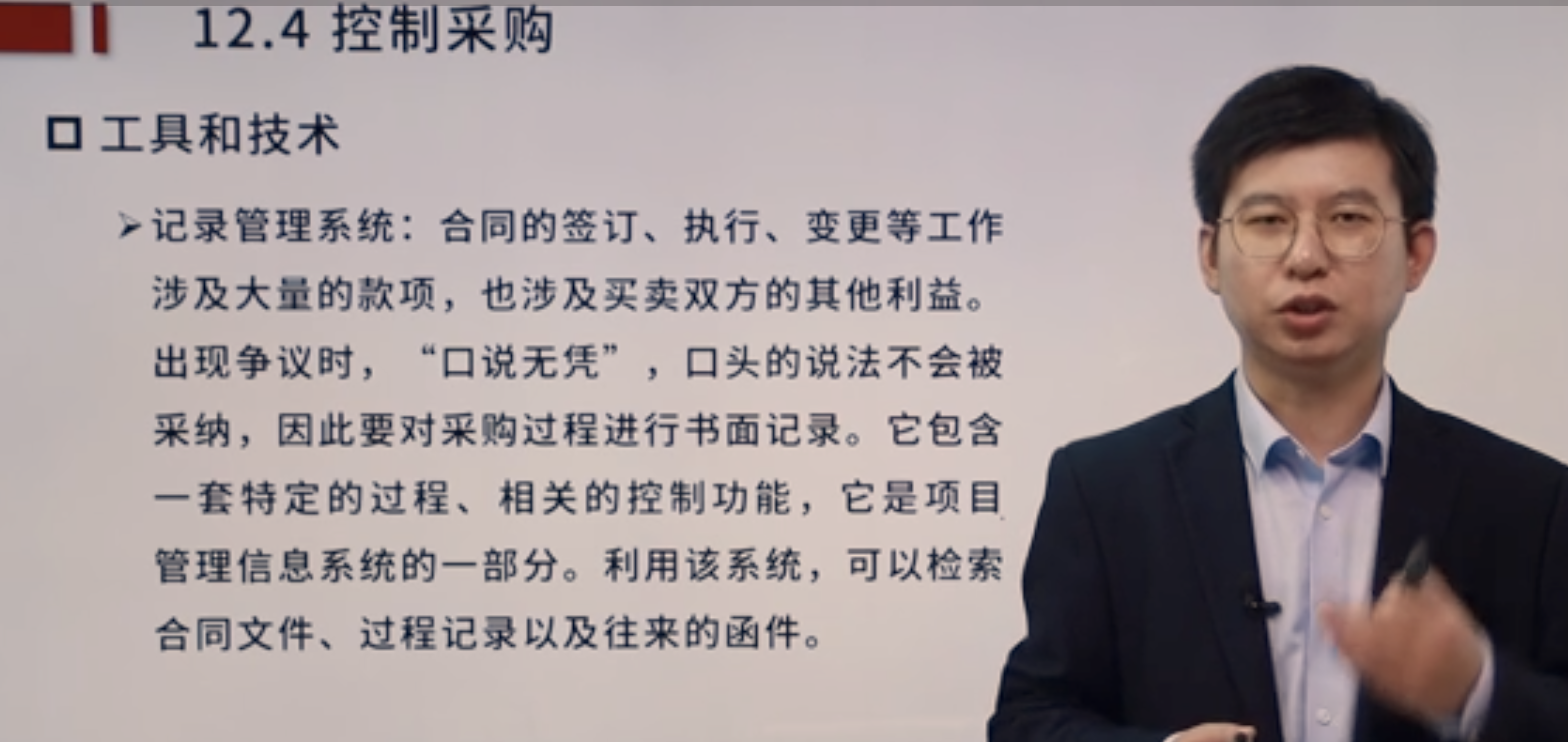 12.4 控制采购
工具和技术
记录管理系统：合同的签订、执行、变更等工作
涉及大量的款项，也涉及买卖双方的其他利益。
出现争议时，“口说无凭”，口头的说法不会被
采纳，因此要对采购过程进行书面记录。它包含
一套特定的过程、相关的控制功能，它是项目
管理信息系统的一部分。利用该系统，可以检索
合同文件、过程记录以及往来的函件。